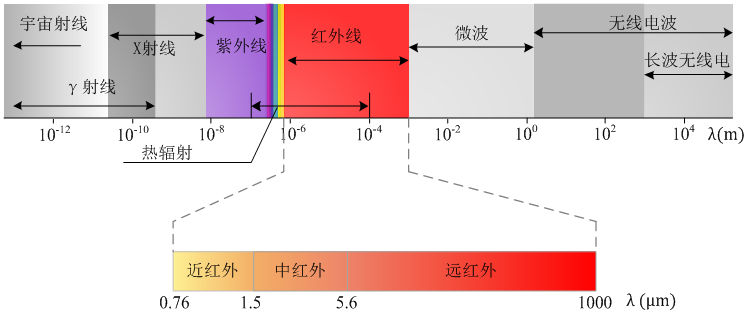 宇宙射线
X射线
紫外线
红外线
微波
无线电波
长波无线电
γ 射线
10-12
10-10
10-8
10-6
10-4
10-2
100
102
104
λ(m)
热辐射
近红外
中红外
远红外
0.76
1.5
5.6
1000
λ (μm)